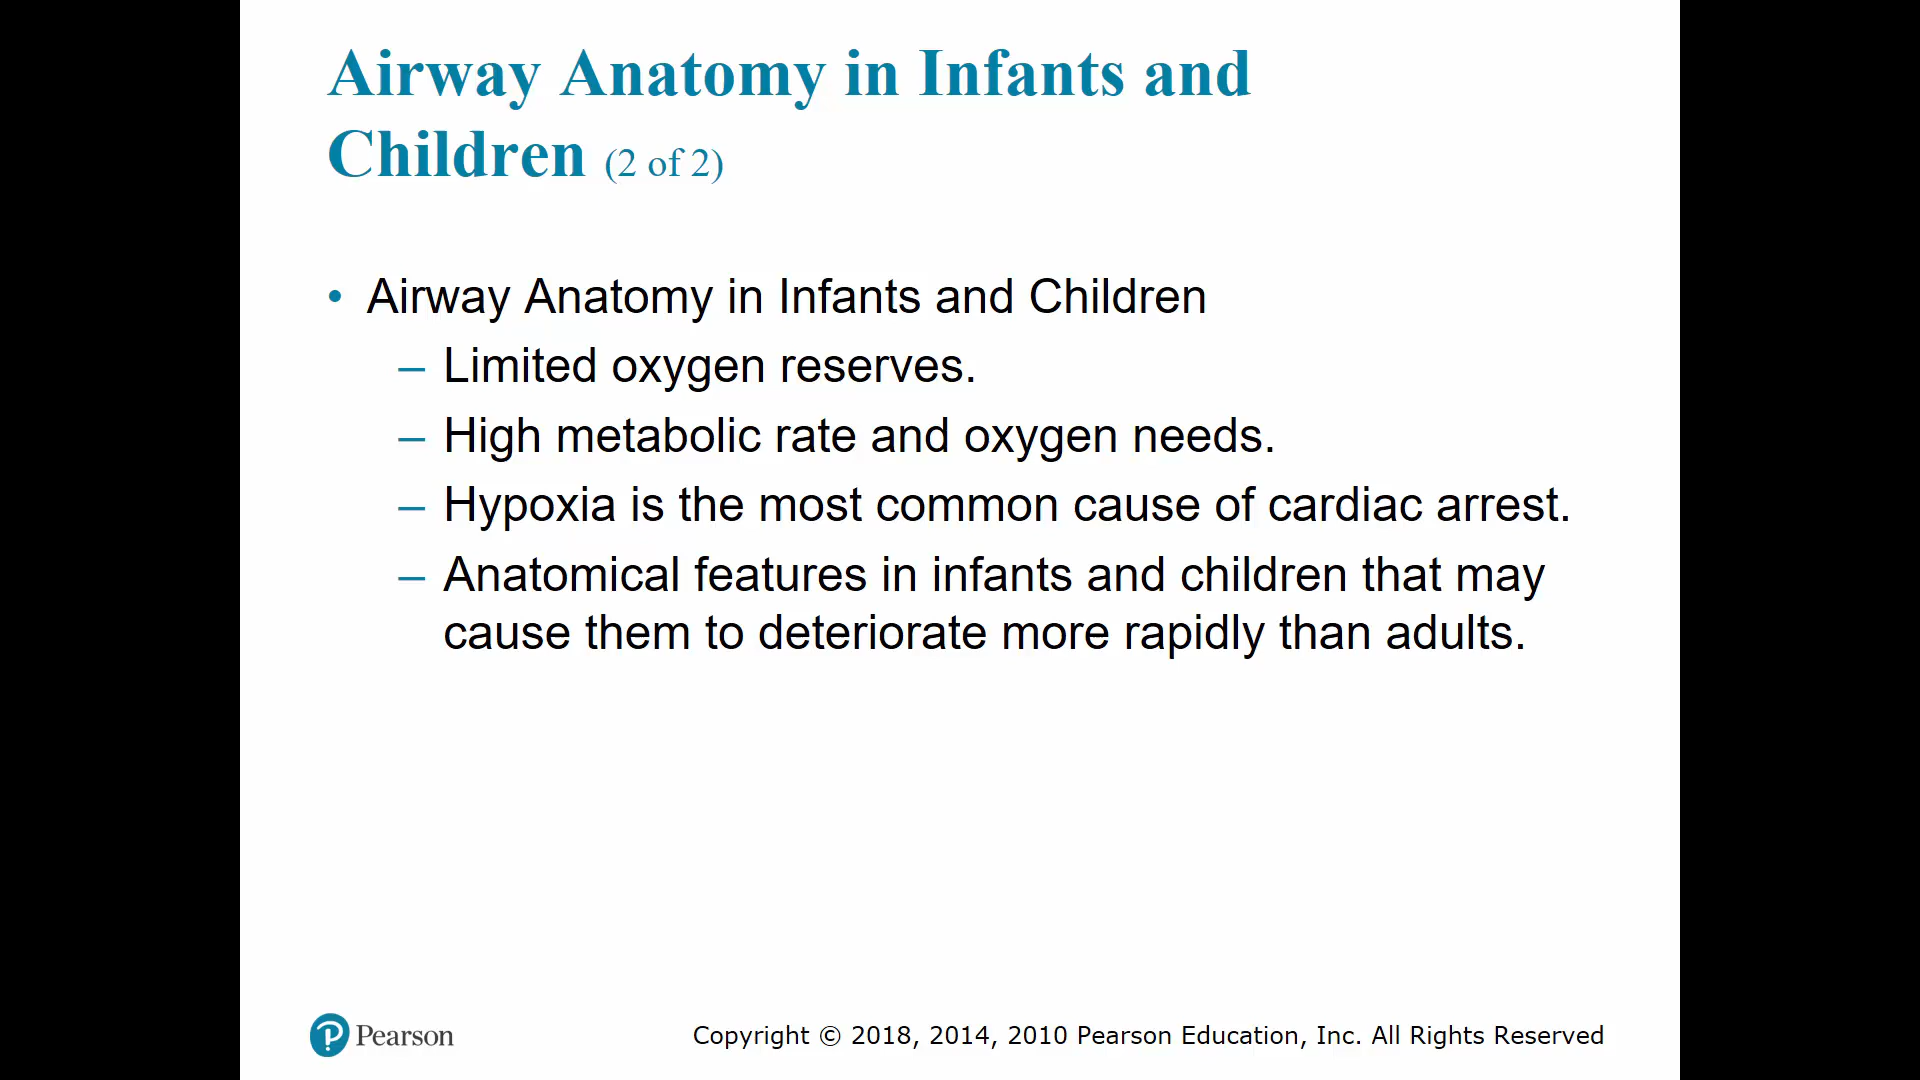 Airway Anatomy in Infants and
Children (2 of 2)
• Airway Anatomy in Infants and Children
– Limited oxygen reserves.
– High metabolic rate and oxygen needs.
– Hypoxia is the most common cause of cardiac arrest.
– Anatomical features in infants and children that may
cause them to deteriorate more rapidly than adults.
Pearson
Copyright © 2018, 2014, 2010 Pearson Education, Inc. All Rights Reserved